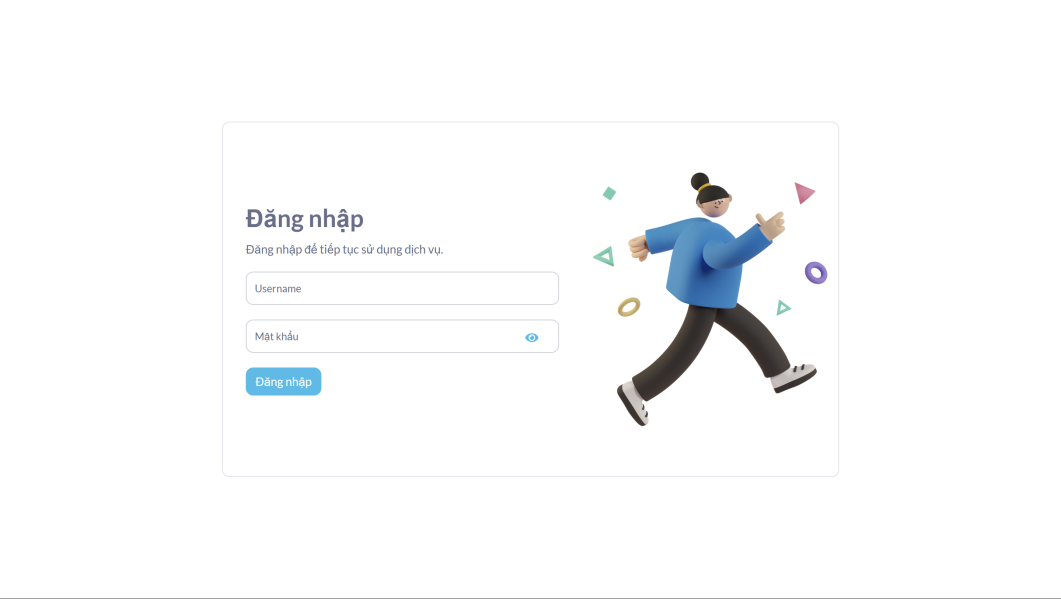 Đăng nhập
Đăng nhập để tiếp tục sử dụng dịch vụ.
Username
Mật khẩu
Đăng nhập